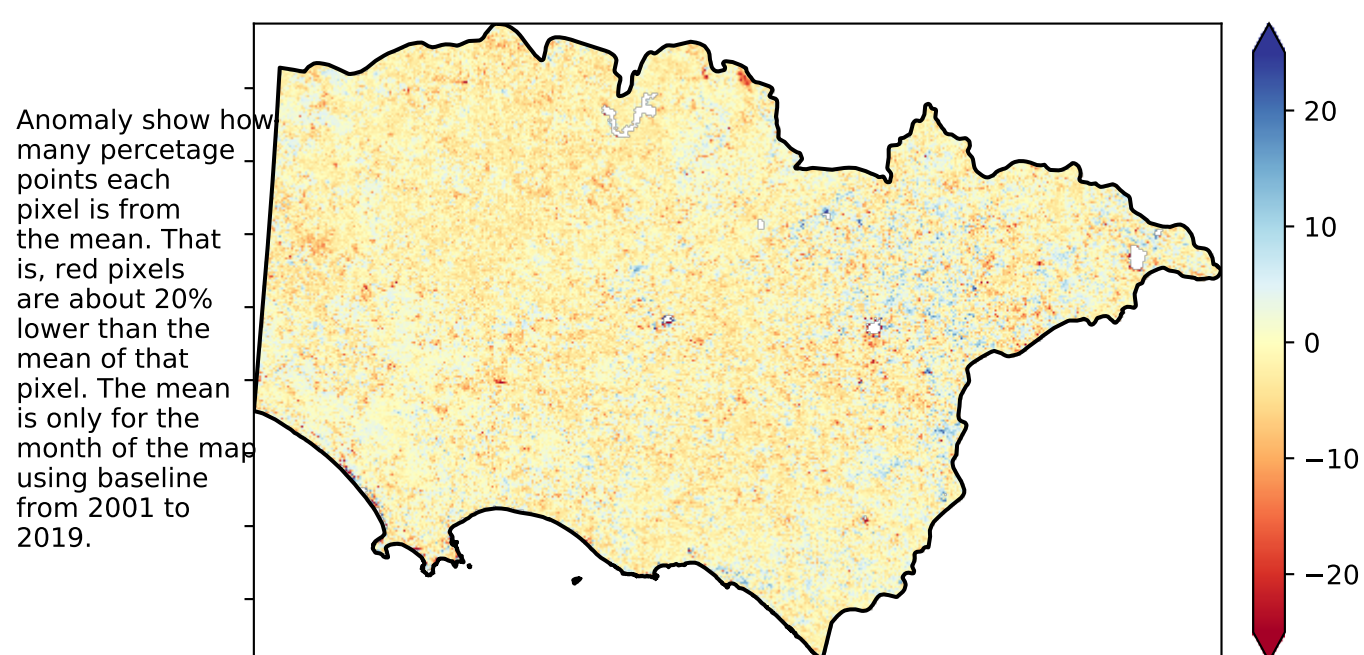 Anomaly show how
many percetage
points each
pixel is from
the mean. That
is, red pixels
are about 20%
lower than the
mean of that
pixel. The mean
is only for the
month of the map
using baseline
from 2001 to
2019.
20
10
0
−10
−20